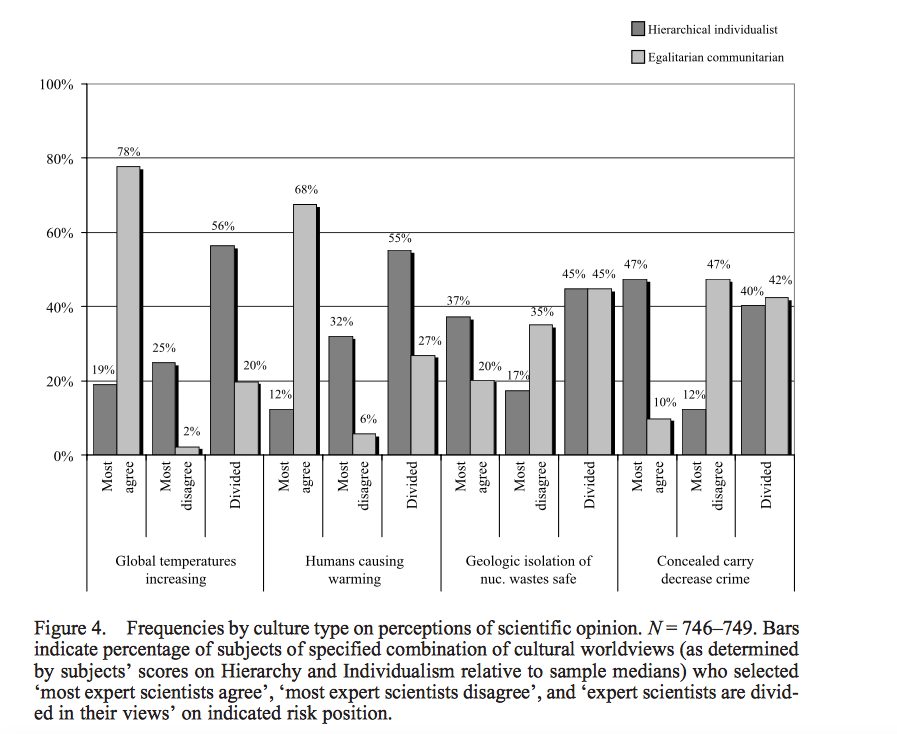 Hierarchical individualist
Egalitarian communitarian
100%
80%
60%
40%
20%
0%
19%
78%
25%
2%
56%
20%
12%
68%
32%
6%
55%
27%
37%
20%
17%
35%
45%
45%
47%
10%
12%
47%
40%
42%
Most
agree
Most
disagree
Divided
Most
agree
Most
disagree
Divided
Most
agree
Most
disagree
Divided
Most
agree
Most
disagree
Divided
Global temperatures
increasing
Humans causing
warming
Geologic isolation of
nuc. wastes safe
Concealed carry
decrease crime
Figure 4. Frequencies by culture type on perceptions of scientific opinion. N = 746–749. Bars
indicate percentage of subjects of specified combination of cultural worldviews (as determined
by subjects’ scores on Hierarchy and Individualism relative to sample medians) who selected
‘most expert scientists agree’, ‘most expert scientists disagree’, and ‘expert scientists are divid-
ed in their views’ on indicated risk position.